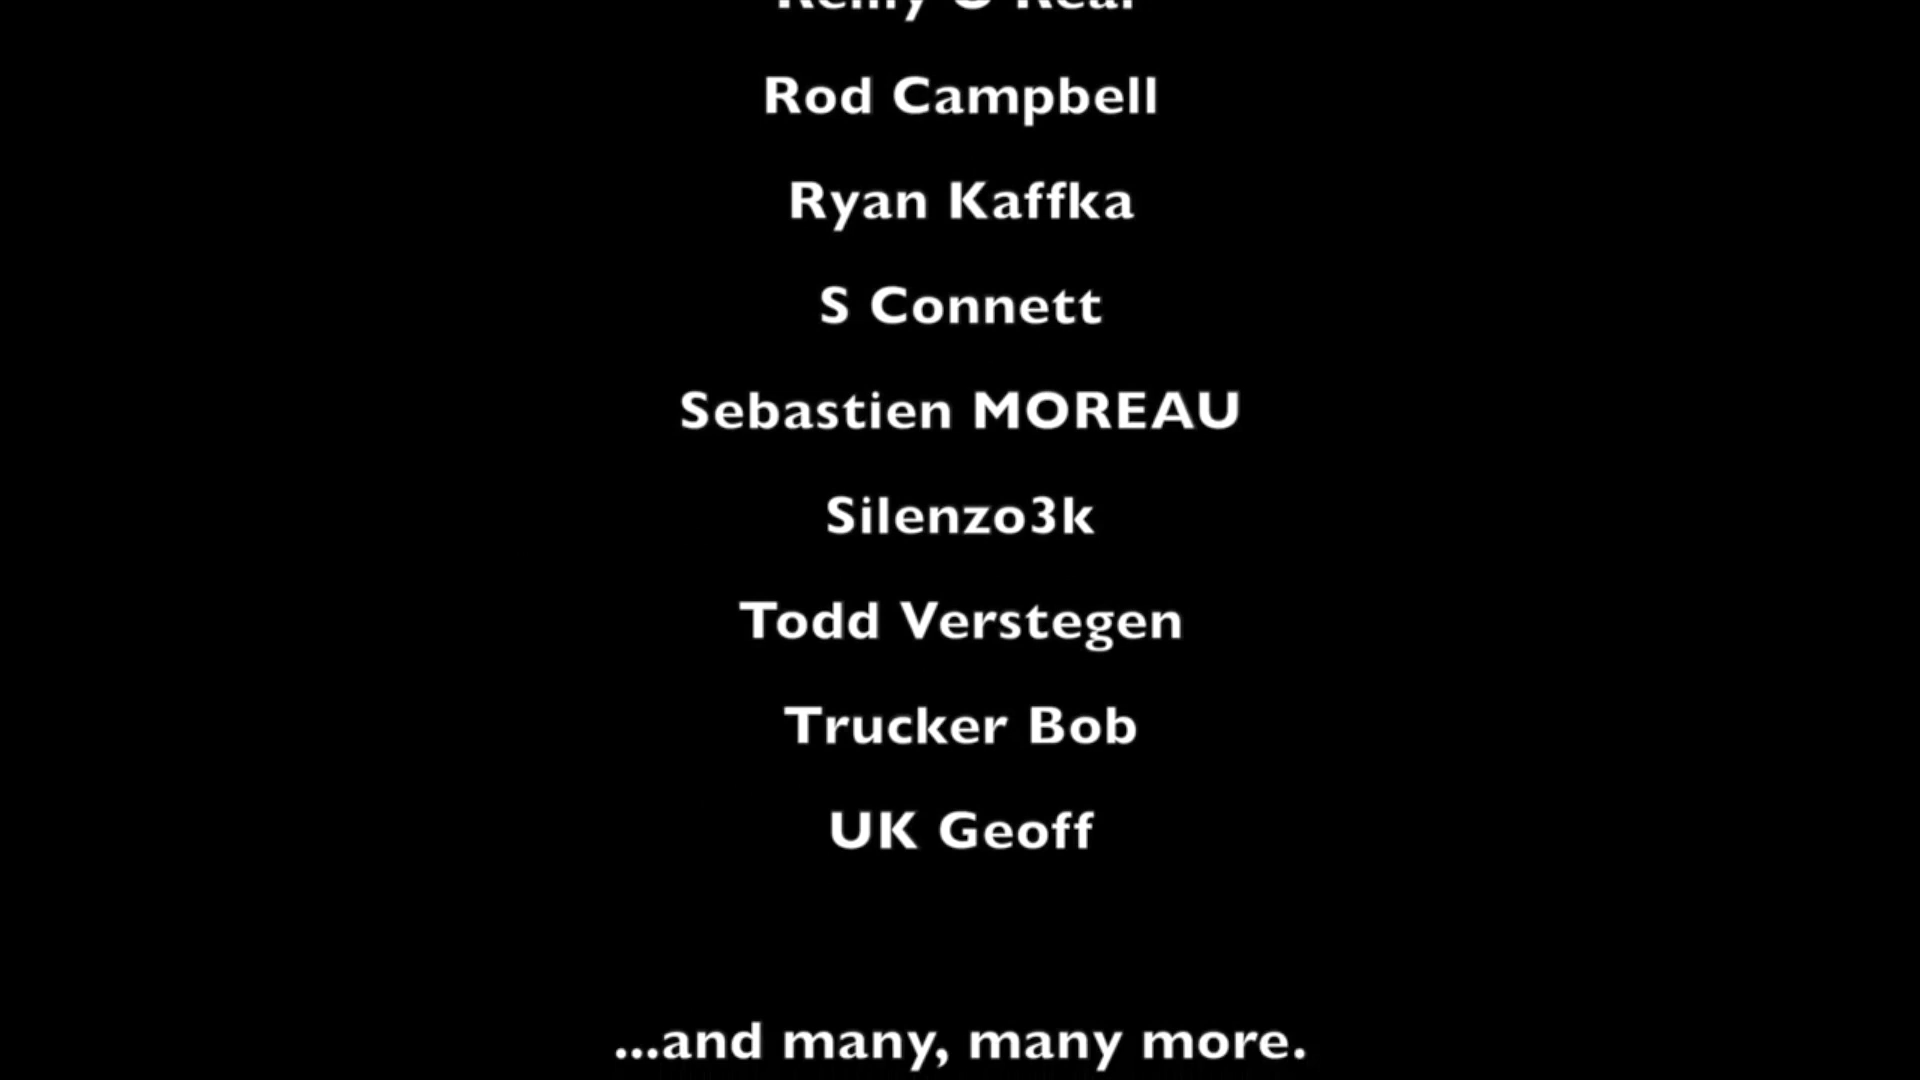 Rod Campbell
Ryan Kaffka
S Connett
Sebastien MOREAU
Silenzo3k
Todd Verstegen
Trucker Bob
UK Geoff
...and many, many more.